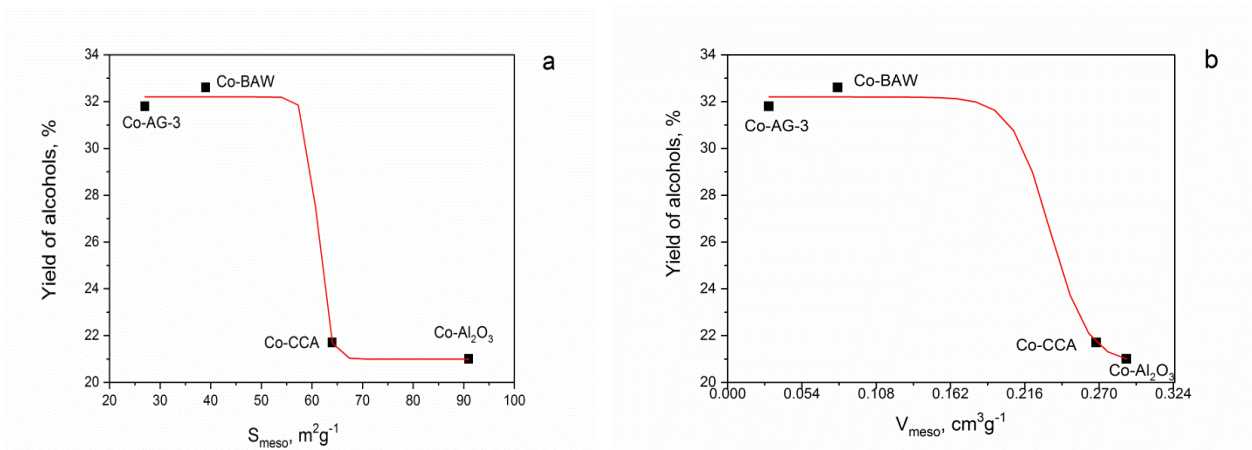 a
34
32
30
28
26
24
22
20
Yield of alcohols, %
Co-BAW
Co-AG-3
Co-CCA
Co-Al₂O₃
20 30 40 50 60 70 80 90 100
Sₘₑₛₒ, m²g⁻¹
b
34
32
30
28
26
24
22
20
Yield of alcohols, %
Co-BAW
Co-AG-3
Co-CCA
Co-Al₂O₃
0.000 0.054 0.108 0.162 0.216 0.270 0.324
Vₘₑₛₒ, cm³g⁻¹